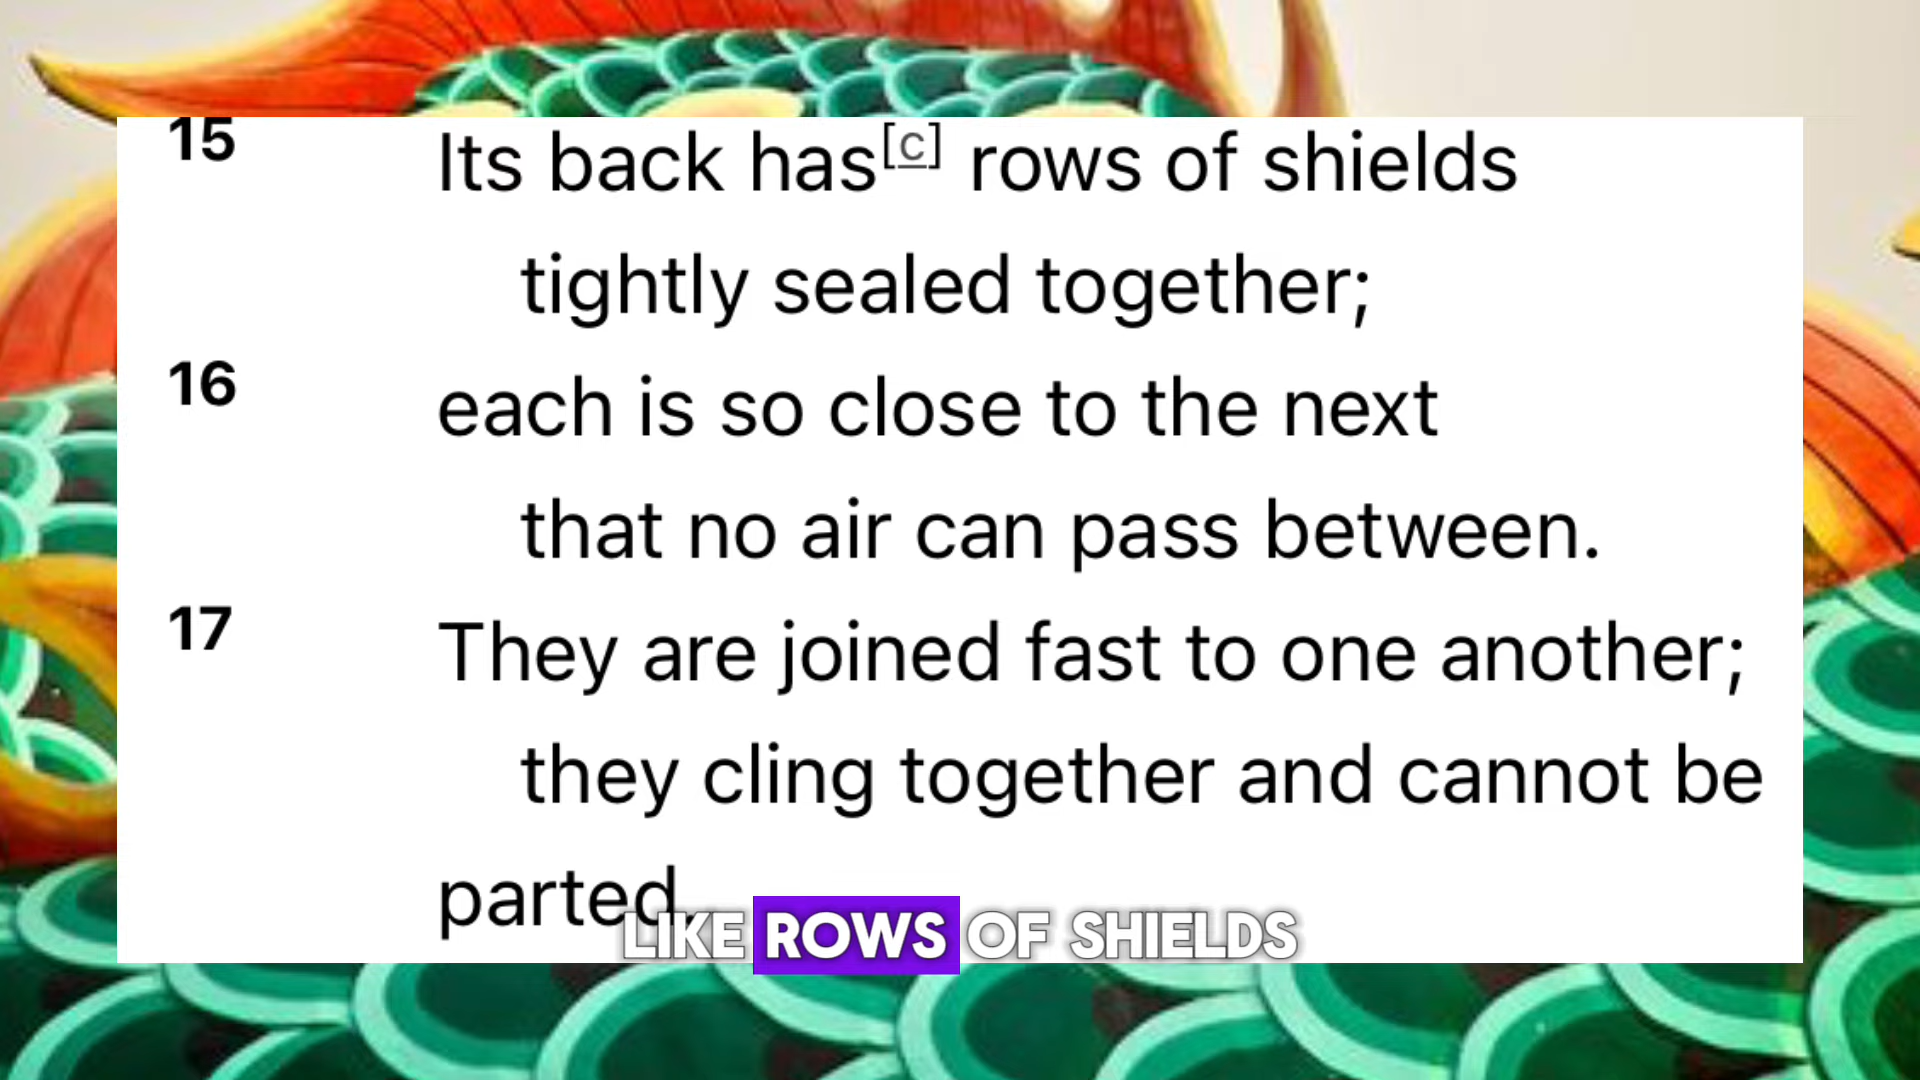 15 Its back has[c] rows of shields
tightly sealed together;
16 each is so close to the next
that no air can pass between.
17 They are joined fast to one another;
they cling together and cannot be
parted.
LIKE ROWS OF SHIELDS